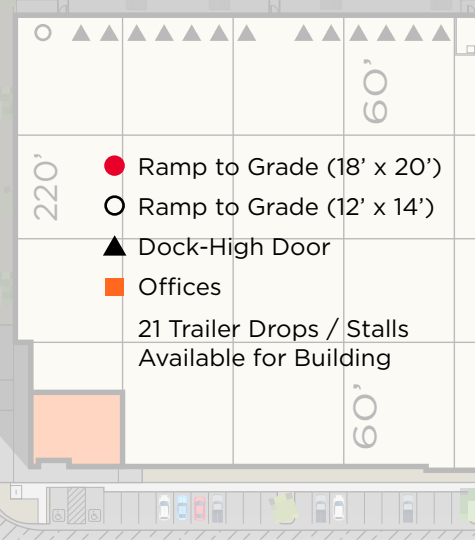 60’
220’
Ramp to Grade (18’ x 20’)
Ramp to Grade (12’ x 14’)
Dock-High Door
Offices
21 Trailer Drops / Stalls
Available for Building
60’